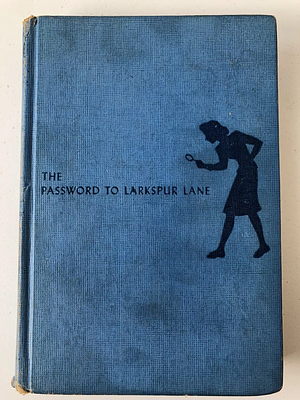 THE
PASSWORD TO LARKSPUR LANE